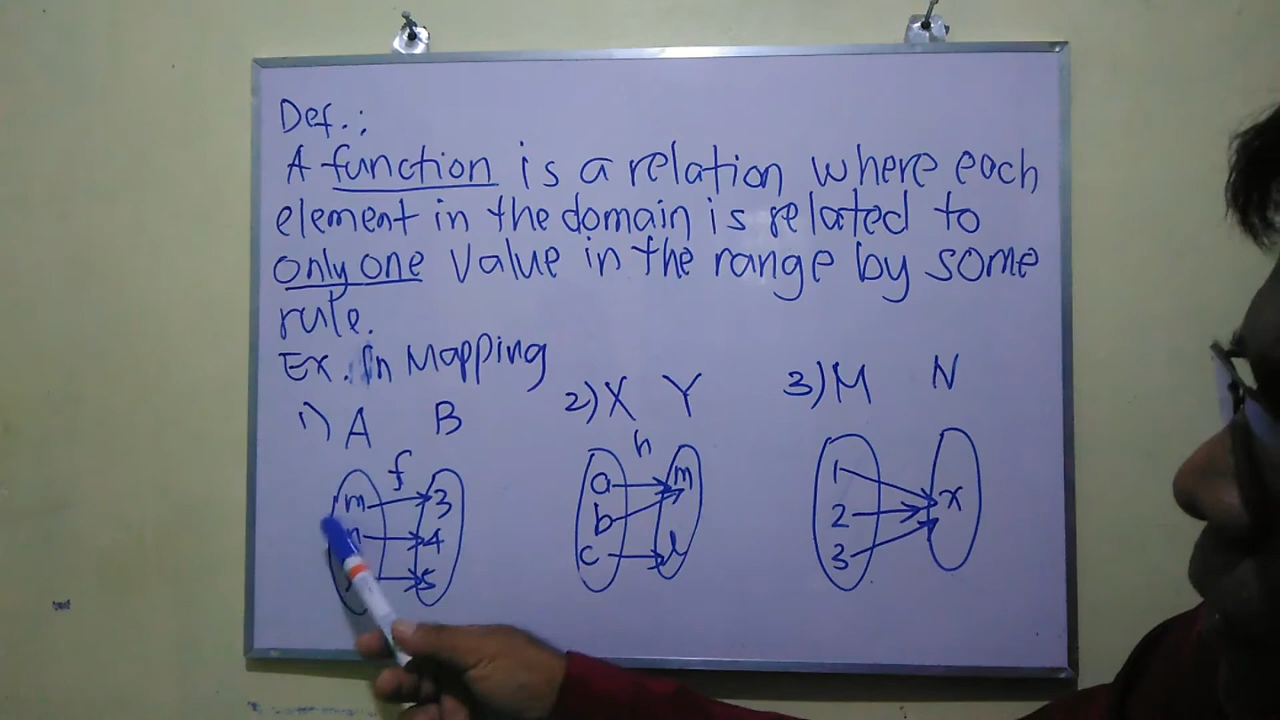 Def.:
A function is a relation where each
element in the domain is related to
only one value in the range by some
rule.
Ex. In Mapping
1) A B
f
m 3
n 4
5
2) X Y
h
a m
b
c l
3) M N
1
2 x
3